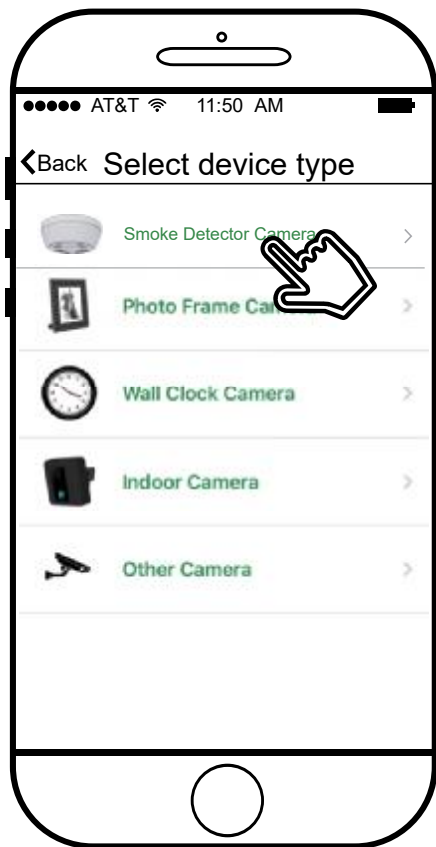 AT&T 11:50 AM
Back Select device type
Smoke Detector Camera
Photo Frame
Wall Clock Camera
Indoor Camera
Other Camera